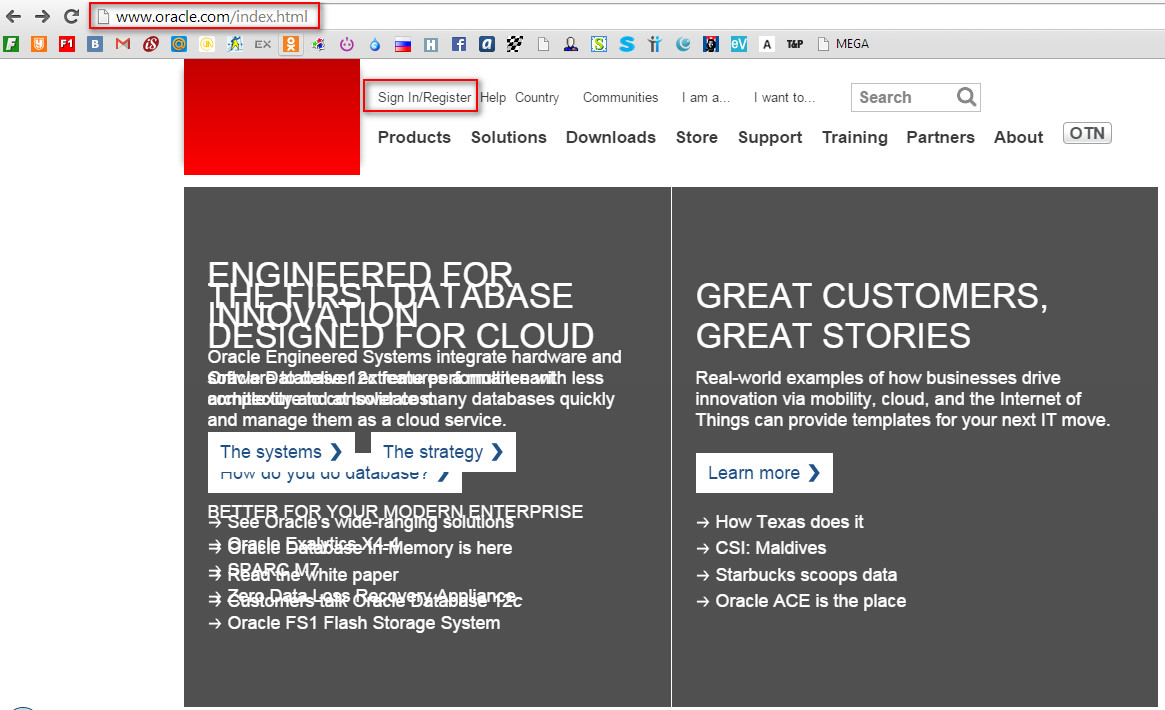 www.oracle.com/index.html
F1 B M iS EX H f a S eV A T&P MEGA
Sign In/Register Help Country Communities I am a... I want to... Search
Products Solutions Downloads Store Support Training Partners About OTN
ENGINEERED FOR
INNOVATION
THE FIRST DATABASE
DESIGNED FOR CLOUD
Oracle Engineered Systems integrate hardware and
software to deliver extreme performance with less
complexity and at lower cost.
Oracle Database 12c features a multitenant
architecture to consolidate many databases quickly
and manage them as a cloud service.
The systems ❯ The strategy ❯
How do you do database? ❯
BETTER FOR YOUR MODERN ENTERPRISE
→ See Oracle's wide-ranging solutions
→ Oracle Exalytics X4-4
→ Oracle Database In-Memory is here
→ SPARC M7
→ Read the white paper
→ Zero Data Loss Recovery Appliance
→ Customers talk Oracle Database 12c
→ Oracle FS1 Flash Storage System
GREAT CUSTOMERS,
GREAT STORIES
Real-world examples of how businesses drive
innovation via mobility, cloud, and the Internet of
Things can provide templates for your next IT move.
Learn more ❯
→ How Texas does it
→ CSI: Maldives
→ Starbucks scoops data
→ Oracle ACE is the place